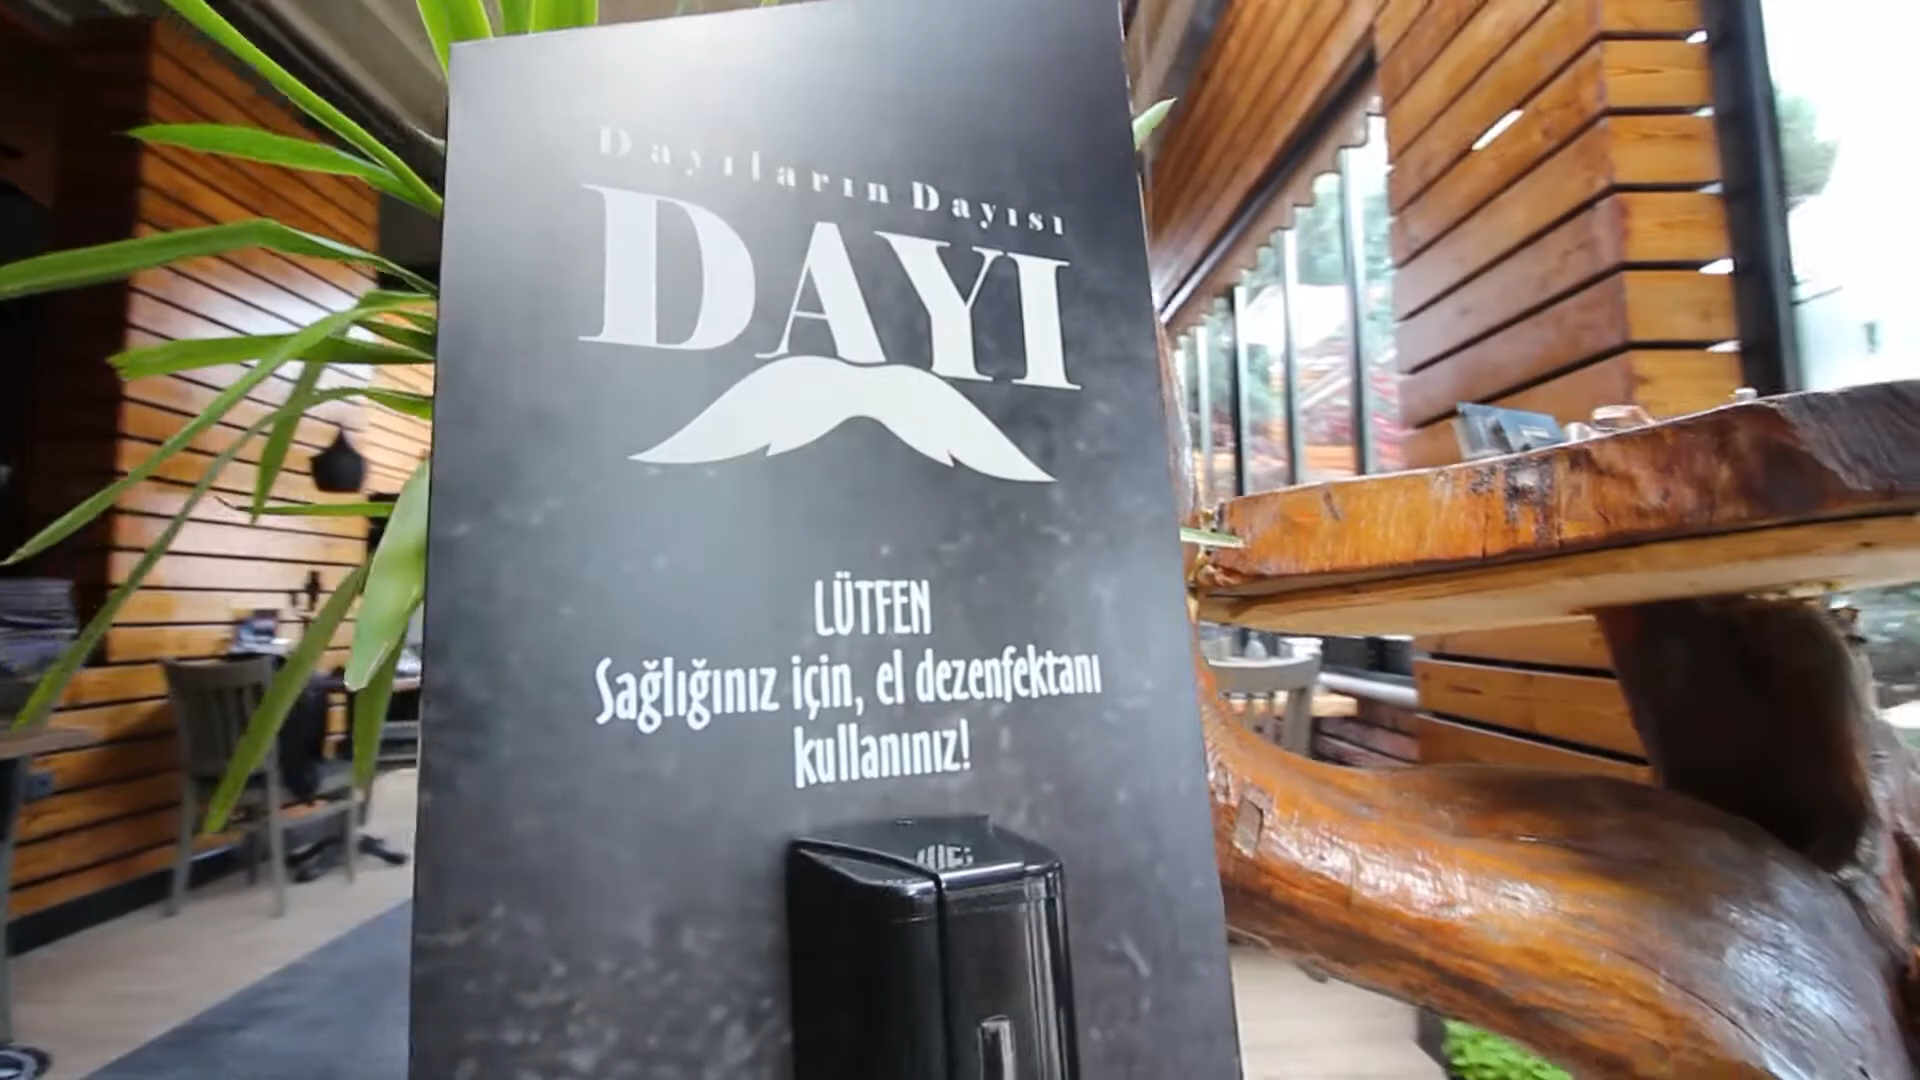 Dayıların Dayısı
DAYI
LÜTFEN
Sağlığınız için, el dezenfektanı
kullanınız!